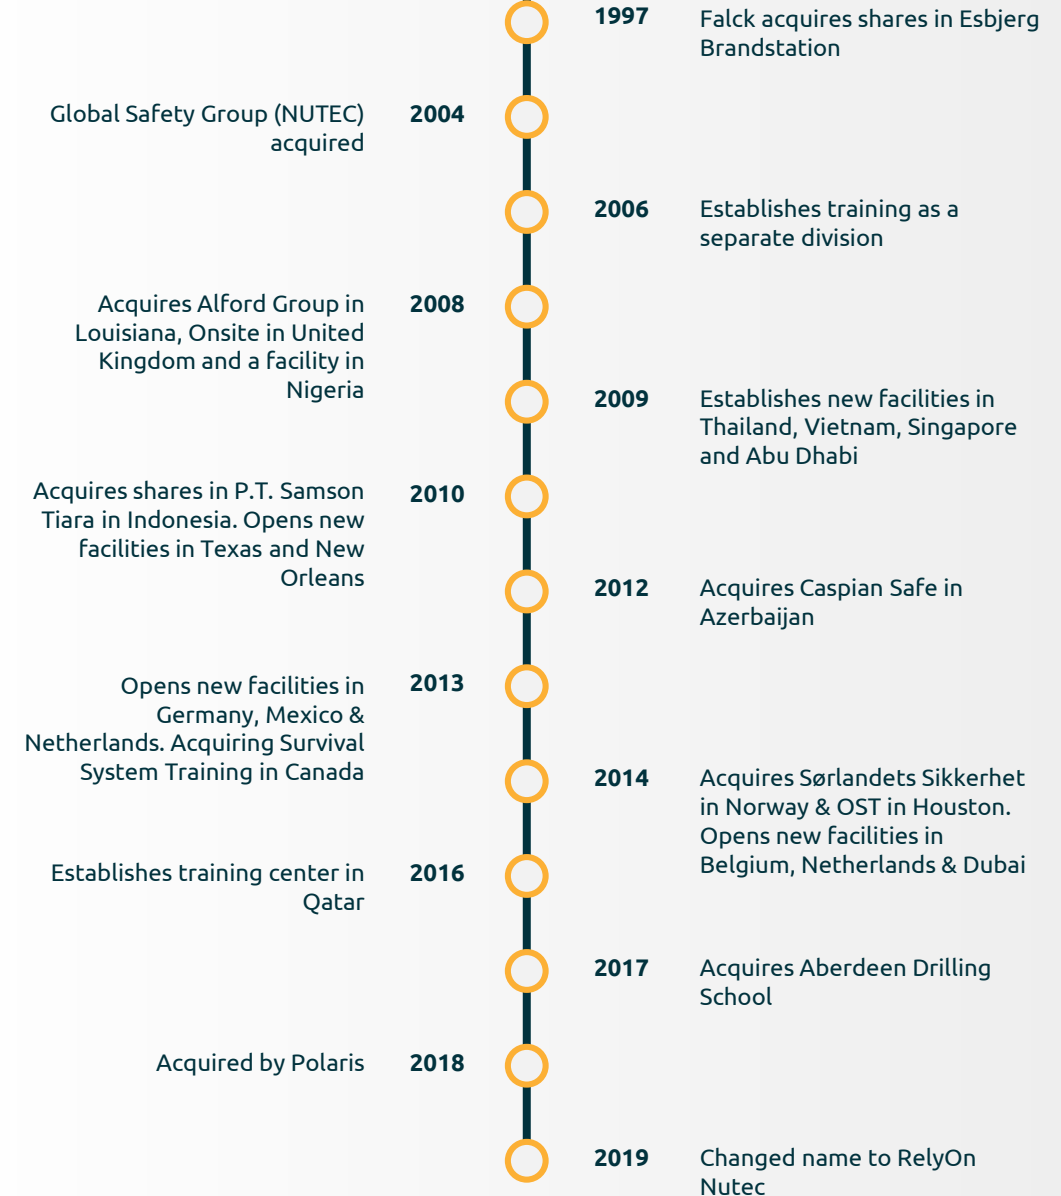 1997
Falck acquires shares in Esbjerg
Brandstation
Global Safety Group (NUTEC)
acquired
2004
2006
Establishes training as a
separate division
Acquires Alford Group in
Louisiana, Onsite in United
Kingdom and a facility in
Nigeria
2008
2009
Establishes new facilities in
Thailand, Vietnam, Singapore
and Abu Dhabi
Acquires shares in P.T. Samson
Tiara in Indonesia. Opens new
facilities in Texas and New
Orleans
2010
2012
Acquires Caspian Safe in
Azerbaijan
Opens new facilities in
Germany, Mexico &
Netherlands. Acquiring Survival
System Training in Canada
2013
2014
Acquires Sørlandets Sikkerhet
in Norway & OST in Houston.
Opens new facilities in
Belgium, Netherlands & Dubai
Establishes training center in
Qatar
2016
2017
Acquires Aberdeen Drilling
School
Acquired by Polaris
2018
2019
Changed name to RelyOn
Nutec